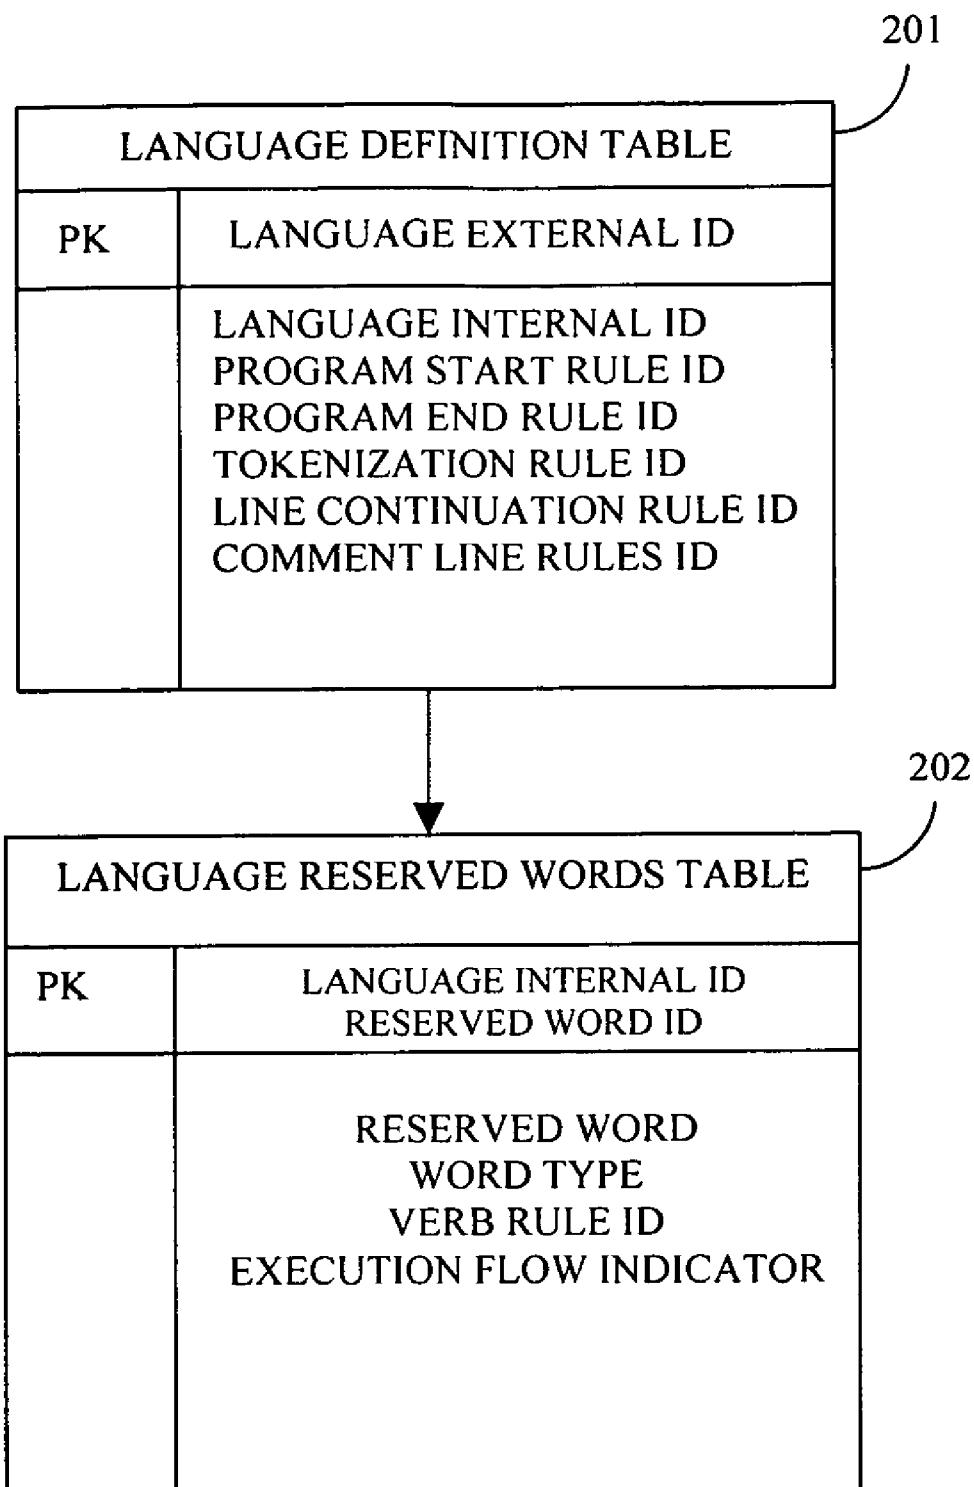 201
LANGUAGE DEFINITION TABLE
PK
LANGUAGE EXTERNAL ID
LANGUAGE INTERNAL ID
PROGRAM START RULE ID
PROGRAM END RULE ID
TOKENIZATION RULE ID
LINE CONTINUATION RULE ID
COMMENT LINE RULES ID
202
LANGUAGE RESERVED WORDS TABLE
PK
LANGUAGE INTERNAL ID
RESERVED WORD ID
RESERVED WORD
WORD TYPE
VERB RULE ID
EXECUTION FLOW INDICATOR